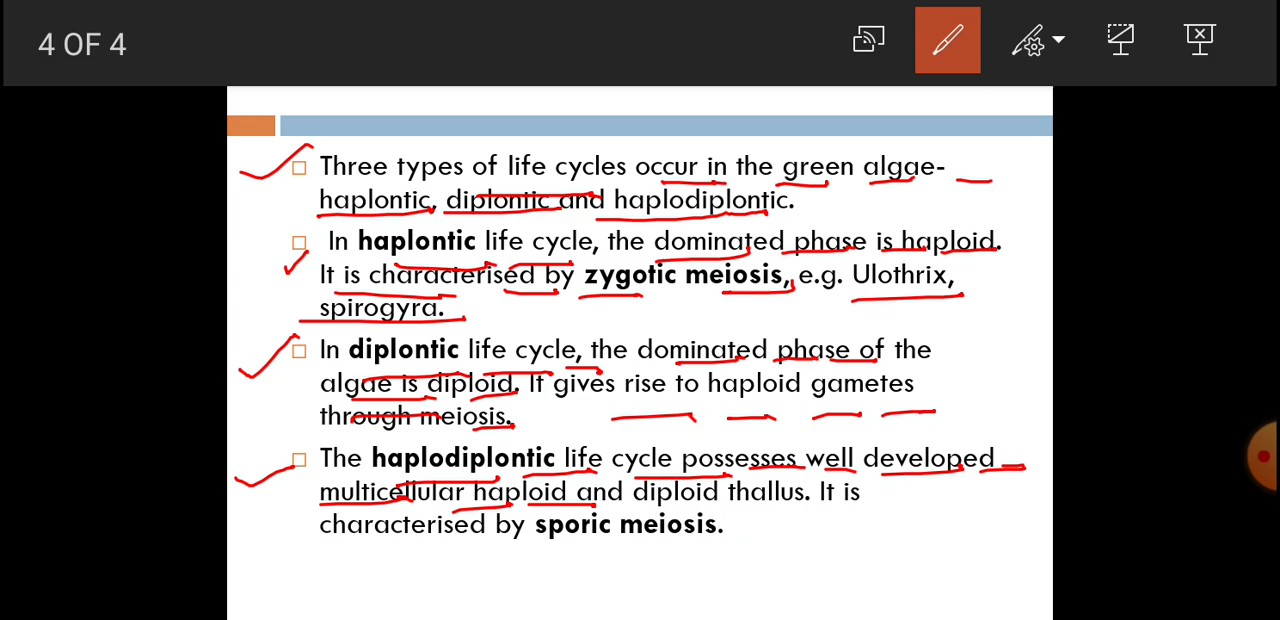 4 OF 4
Three types of life cycles occur in the green algae-
haplontic, diplontic and haplodiplontic.
In haplontic life cycle, the dominated phase is haploid.
It is characterised by zygotic meiosis, e.g. Ulothrix,
spirogyra.
In diplontic life cycle, the dominated phase of the
algae is diploid. It gives rise to haploid gametes
through meiosis.
The haplodiplontic life cycle possesses well developed
multicellular haploid and diploid thallus. It is
characterised by sporic meiosis.